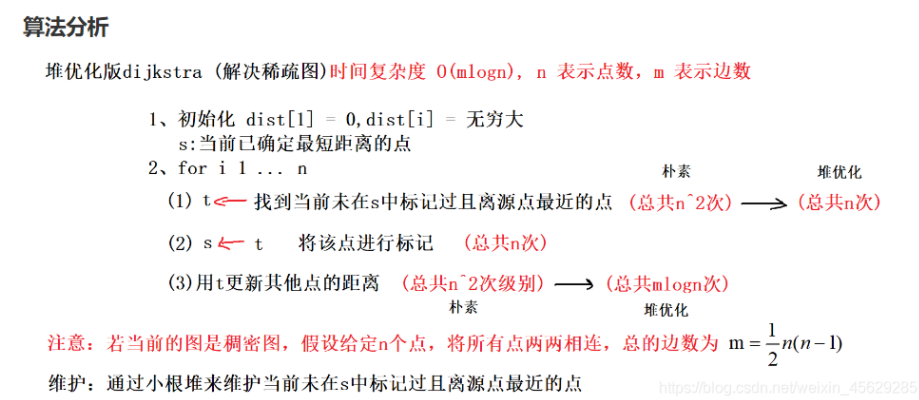 算法分析
堆优化版dijkstra (解决稀疏图)时间复杂度 O(mlogn), n 表示点数，m 表示边数
1、初始化 dist[1] = 0,dist[i] = 无穷大
s:当前已确定最短距离的点
2、for i 1 ... n
朴素 堆优化
(1) t← 找到当前未在s中标记过且离源点最近的点 (总共n^2次) → (总共n次)
(2) s ← t 将该点进行标记 (总共n次)
(3)用t更新其他点的距离 (总共n^2次级别) → (总共mlogn次)
朴素 堆优化
注意：若当前的图是稠密图，假设给定n个点，将所有点两两相连，总的边数为 m = 1/2 n(n−1)
维护：通过小根堆来维护当前未在s中标记过且离源点最近的点
https://blog.csdn.net/weixin_45629285